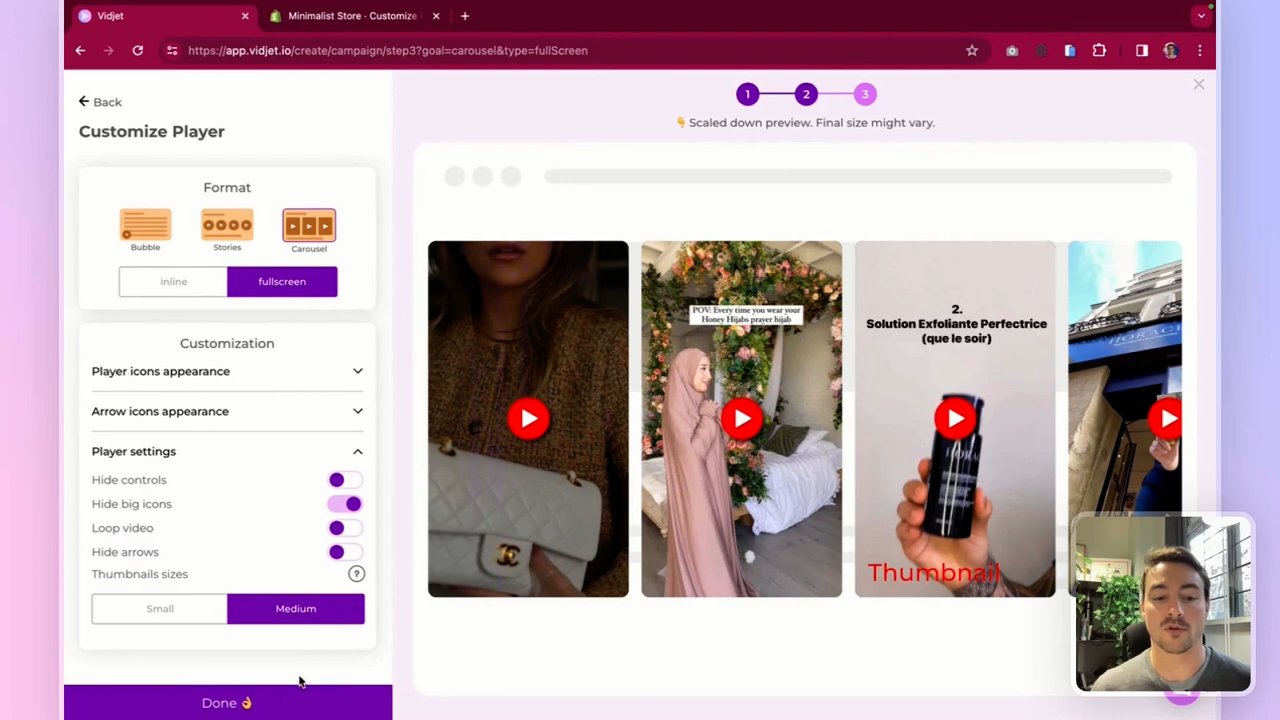 Vidjet
Minimalist Store · Customize
https://app.vidjet.io/create/campaign/step3?goal=carousel&type=fullScreen
Back
Customize Player
Format
Bubble
Stories
Carousel
inline
fullscreen
Customization
Player icons appearance
Arrow icons appearance
Player settings
Hide controls
Hide big icons
Loop video
Hide arrows
Thumbnails sizes
?
Small
Medium
Done 👌
1
2
3
👇 Scaled down preview. Final size might vary.
POV: Every time you wear your
Honey Hijabs prayer hijab
2.
Solution Exfoliante Perfectrice
(que le soir)
HORACE
Thumbnail